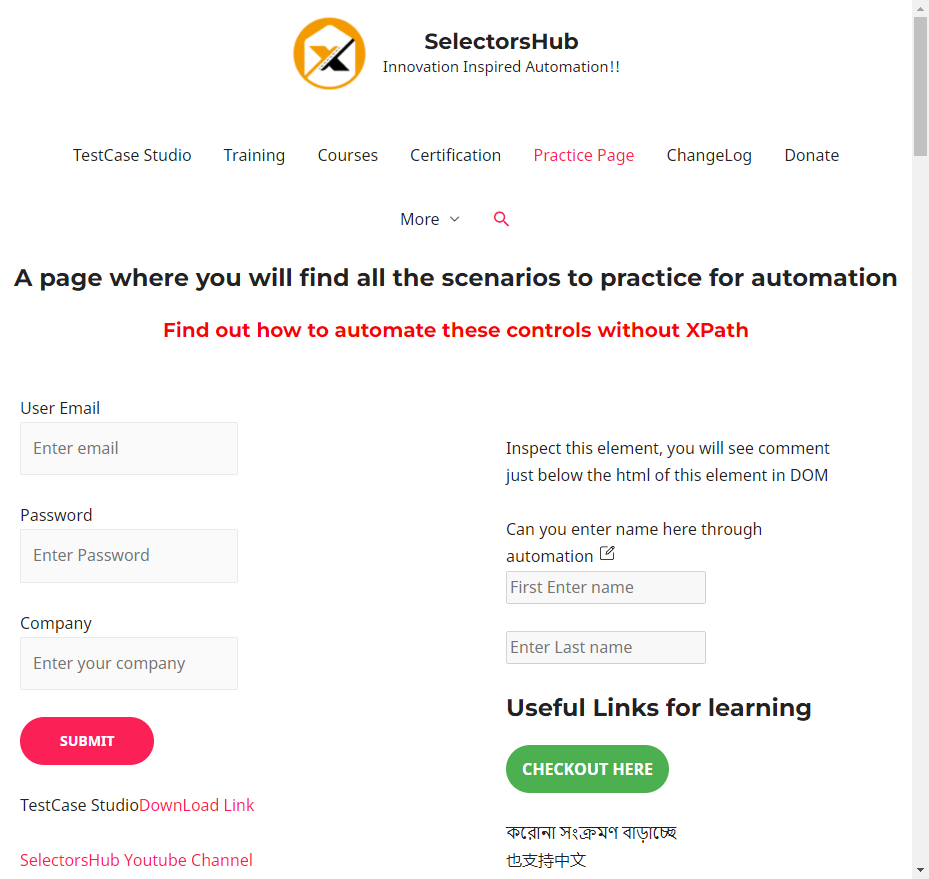 SelectorsHub
Innovation Inspired Automation!!
TestCase Studio Training Courses Certification Practice Page ChangeLog Donate
More
A page where you will find all the scenarios to practice for automation
Find out how to automate these controls without XPath
User Email
Enter email
Password
Enter Password
Company
Enter your company
SUBMIT
TestCase StudioDownLoad Link
SelectorsHub Youtube Channel
Inspect this element, you will see comment
just below the html of this element in DOM
Can you enter name here through
automation
First Enter name
Enter Last name
Useful Links for learning
CHECKOUT HERE
করোনা সংক্রমণ বাড়াচ্ছে
也支持中文